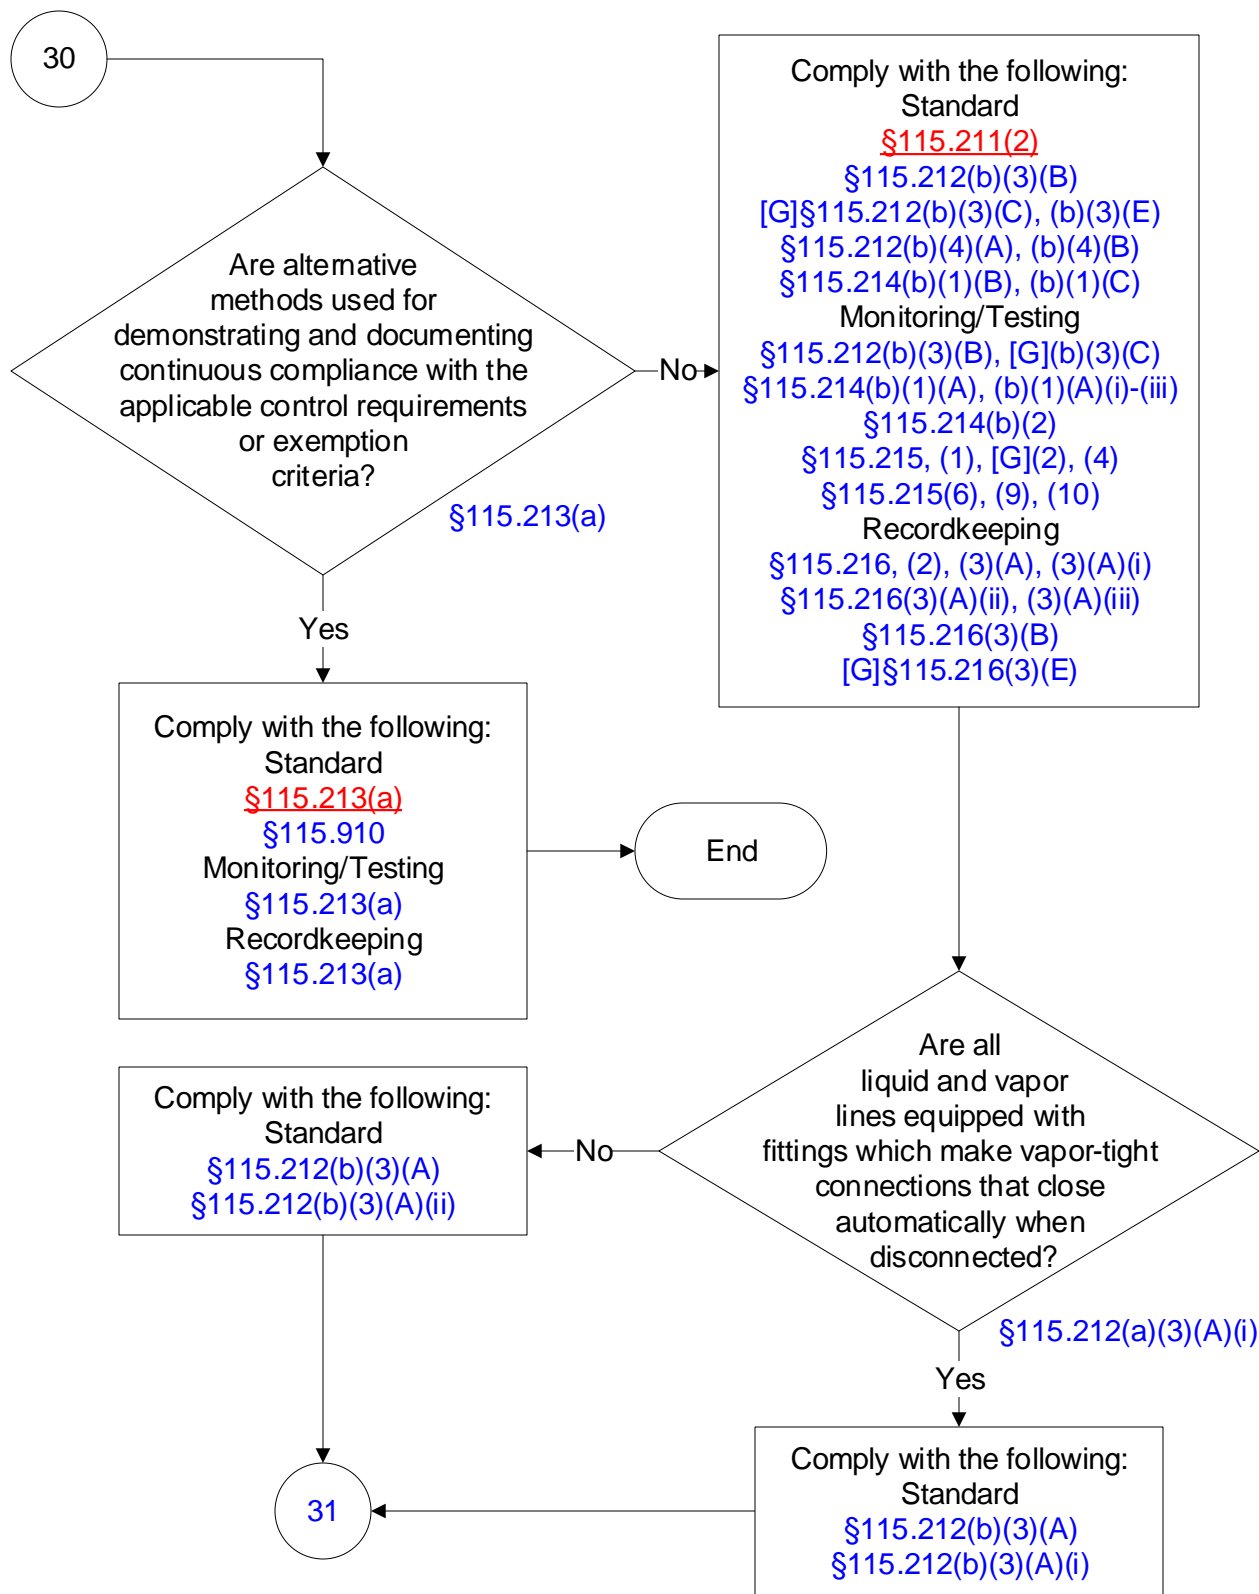 30
Are alternative
methods used for
demonstrating and documenting
continuous compliance with the
applicable control requirements
or exemption
criteria?
§115.213(a)
No
Comply with the following:
Standard
§115.211(2)
§115.212(b)(3)(B)
[G]§115.212(b)(3)(C), (b)(3)(E)
§115.212(b)(4)(A), (b)(4)(B)
§115.214(b)(1)(B), (b)(1)(C)
Monitoring/Testing
§115.212(b)(3)(B), [G](b)(3)(C)
§115.214(b)(1)(A), (b)(1)(A)(i)-(iii)
§115.214(b)(2)
§115.215, (1), [G](2), (4)
§115.215(6), (9), (10)
Recordkeeping
§115.216, (2), (3)(A), (3)(A)(i)
§115.216(3)(A)(ii), (3)(A)(iii)
§115.216(3)(B)
[G]§115.216(3)(E)
Yes
Comply with the following:
Standard
§115.213(a)
§115.910
Monitoring/Testing
§115.213(a)
Recordkeeping
§115.213(a)
End
Are all
liquid and vapor
lines equipped with
fittings which make vapor-tight
connections that close
automatically when
disconnected?
§115.212(a)(3)(A)(i)
No
Comply with the following:
Standard
§115.212(b)(3)(A)
§115.212(b)(3)(A)(ii)
Yes
Comply with the following:
Standard
§115.212(b)(3)(A)
§115.212(b)(3)(A)(i)
31